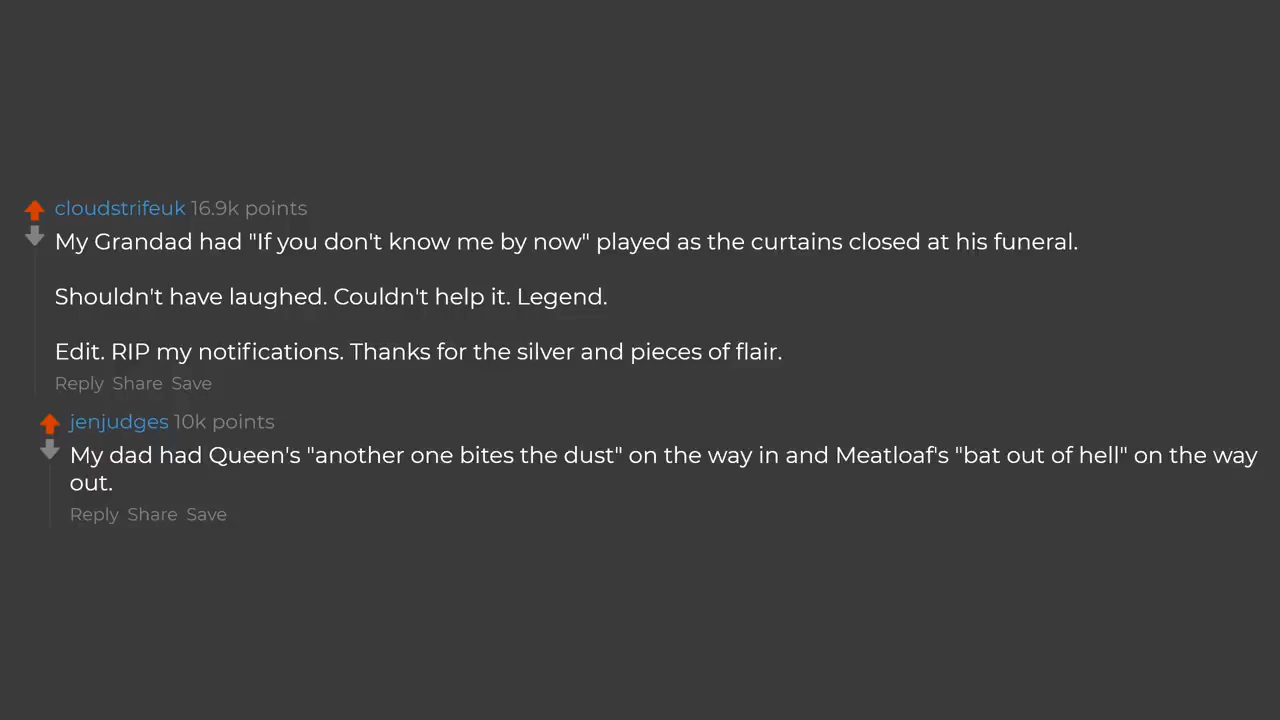 cloudstrifeuk 16.9k points
My Grandad had "If you don't know me by now" played as the curtains closed at his funeral.
Shouldn't have laughed. Couldn't help it. Legend.
Edit. RIP my notifications. Thanks for the silver and pieces of flair.
Reply Share Save
jenjudges 10k points
My dad had Queen's "another one bites the dust" on the way in and Meatloaf's "bat out of hell" on the way
out.
Reply Share Save